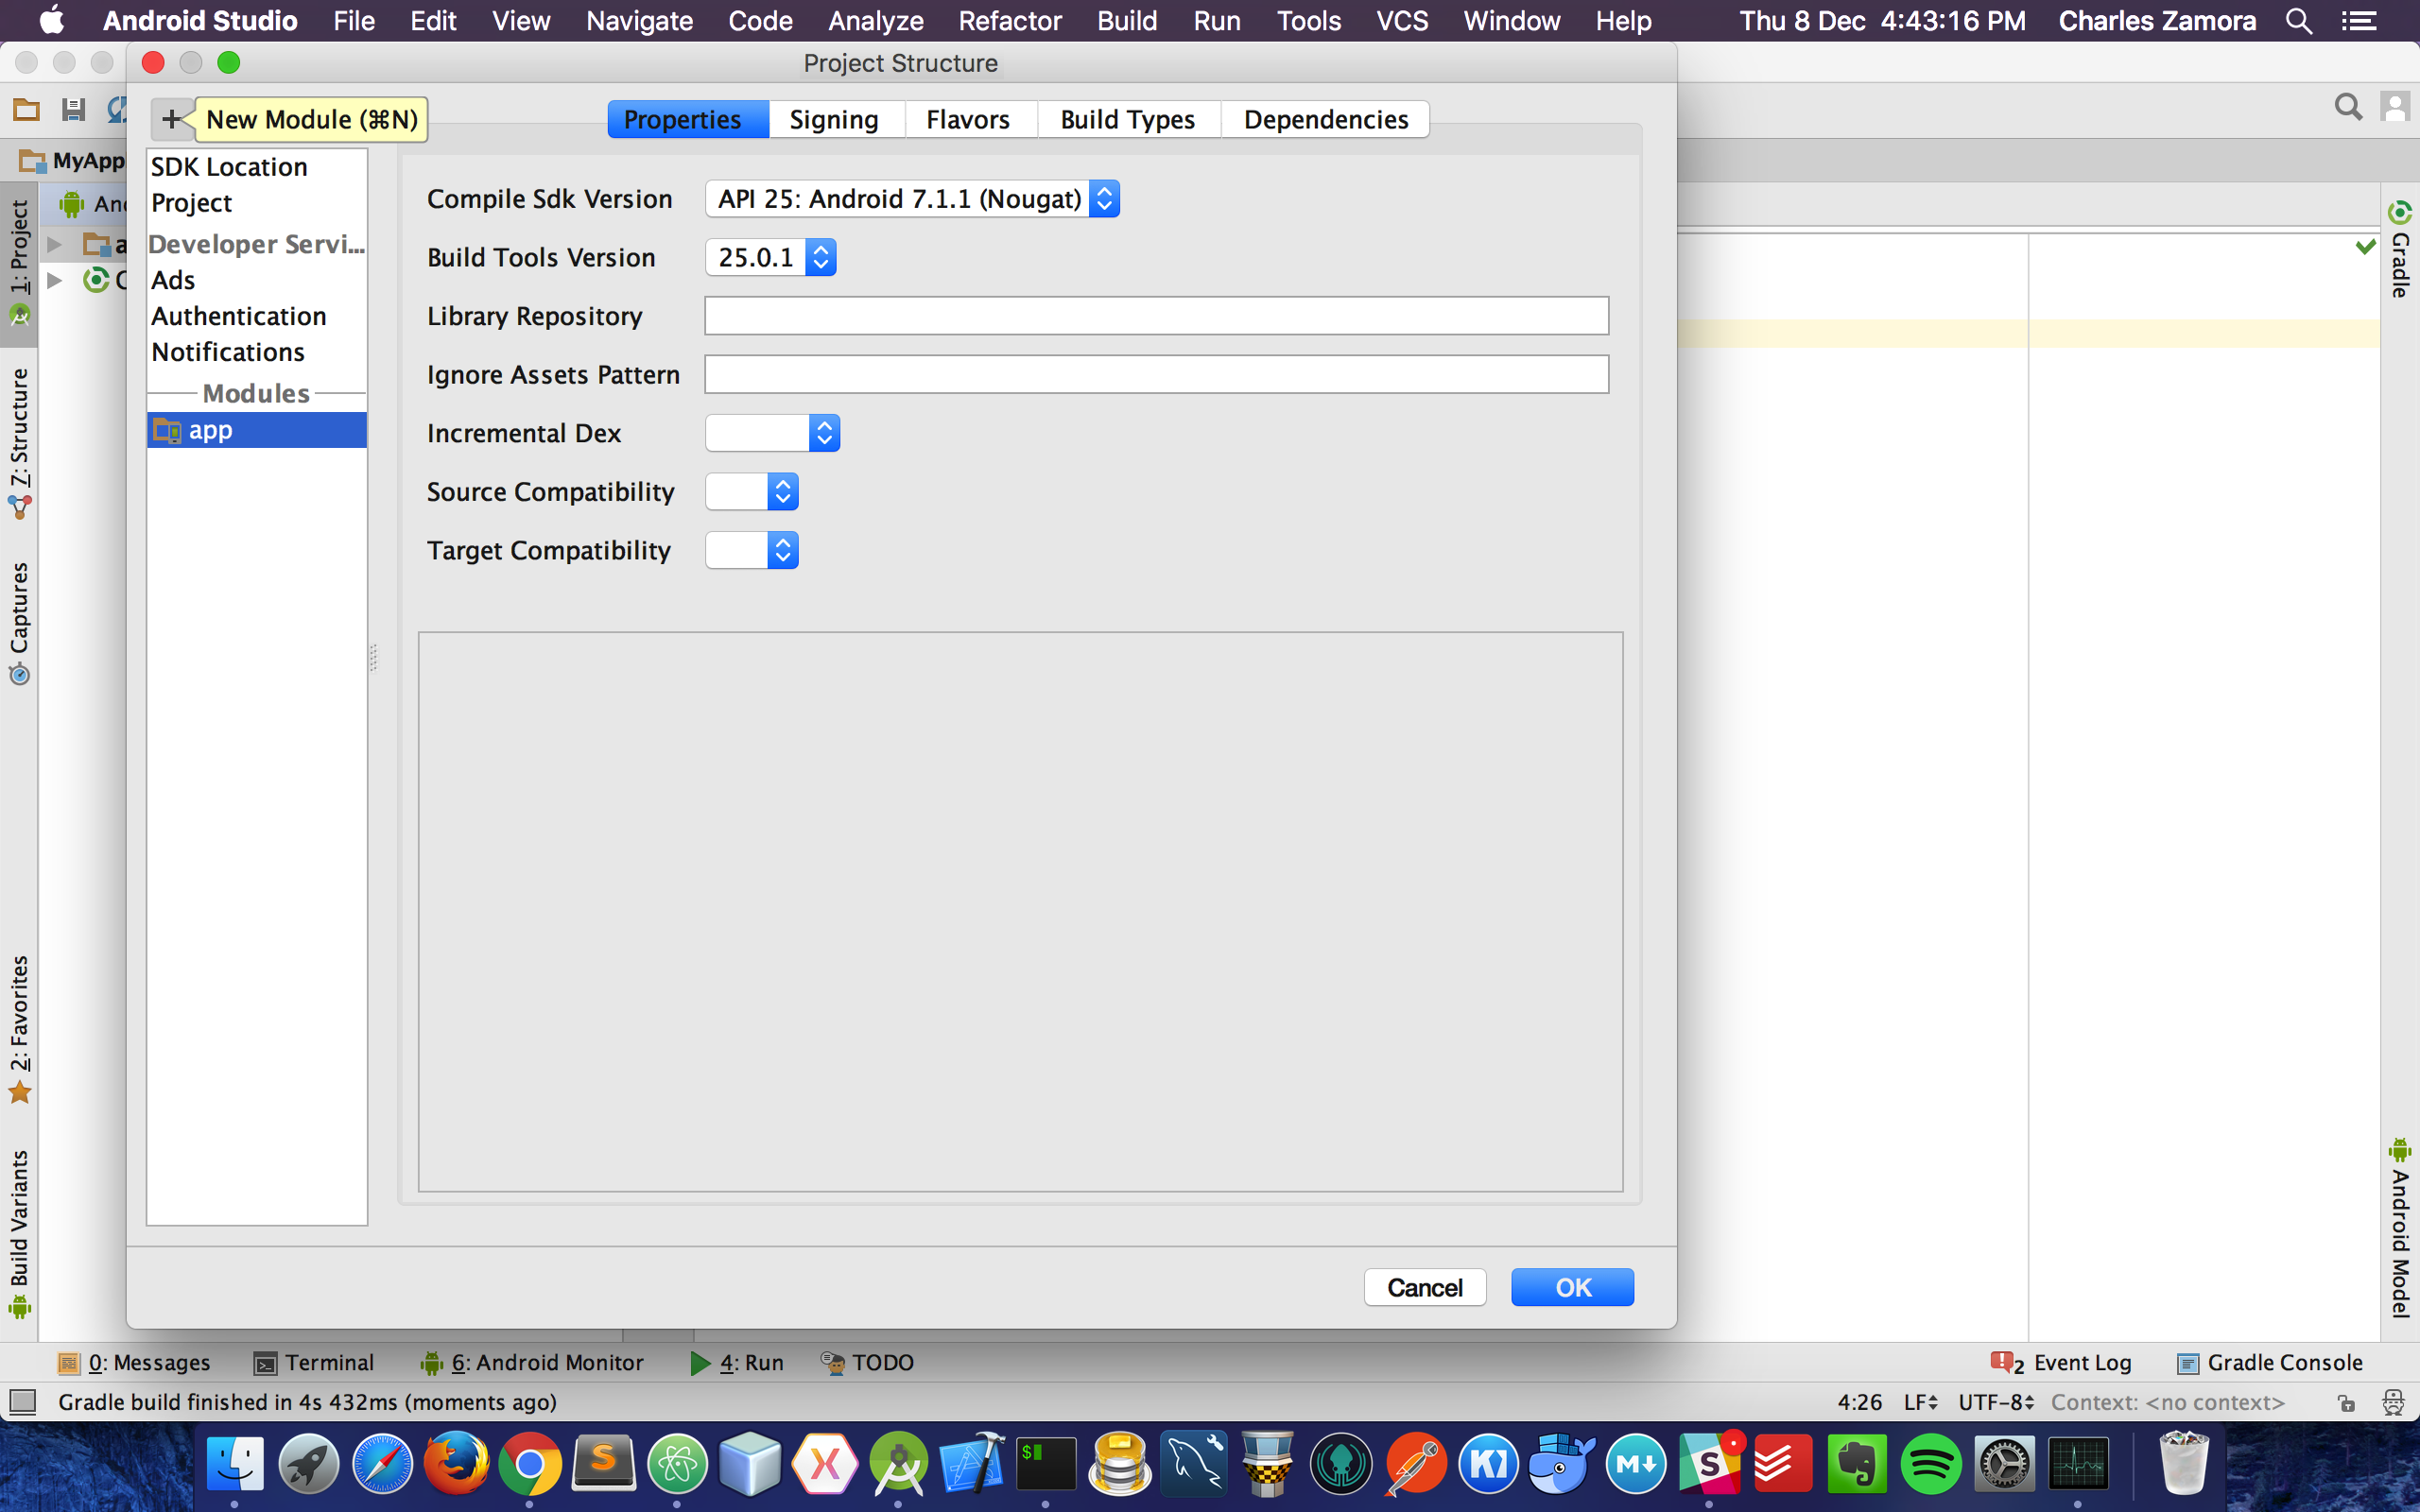 Android Studio File Edit View Navigate Code Analyze Refactor Build Run Tools VCS Window Help Thu 8 Dec 4:43:16 PM Charles Zamora
Project Structure
+ New Module (⌘N)
Properties Signing Flavors Build Types Dependencies
MyApp
SDK Location
Project
Developer Servi...
Ads
Authentication
Notifications
Modules
app
Compile Sdk Version API 25: Android 7.1.1 (Nougat)
Build Tools Version 25.0.1
Library Repository
Ignore Assets Pattern
Incremental Dex
Source Compatibility
Target Compatibility
Cancel OK
1: Project
7: Structure
Captures
2: Favorites
Build Variants
Gradle
Android Model
0: Messages Terminal 6: Android Monitor 4: Run TODO 2 Event Log Gradle Console
Gradle build finished in 4s 432ms (moments ago) 4:26 LF UTF-8 Context: <no context>